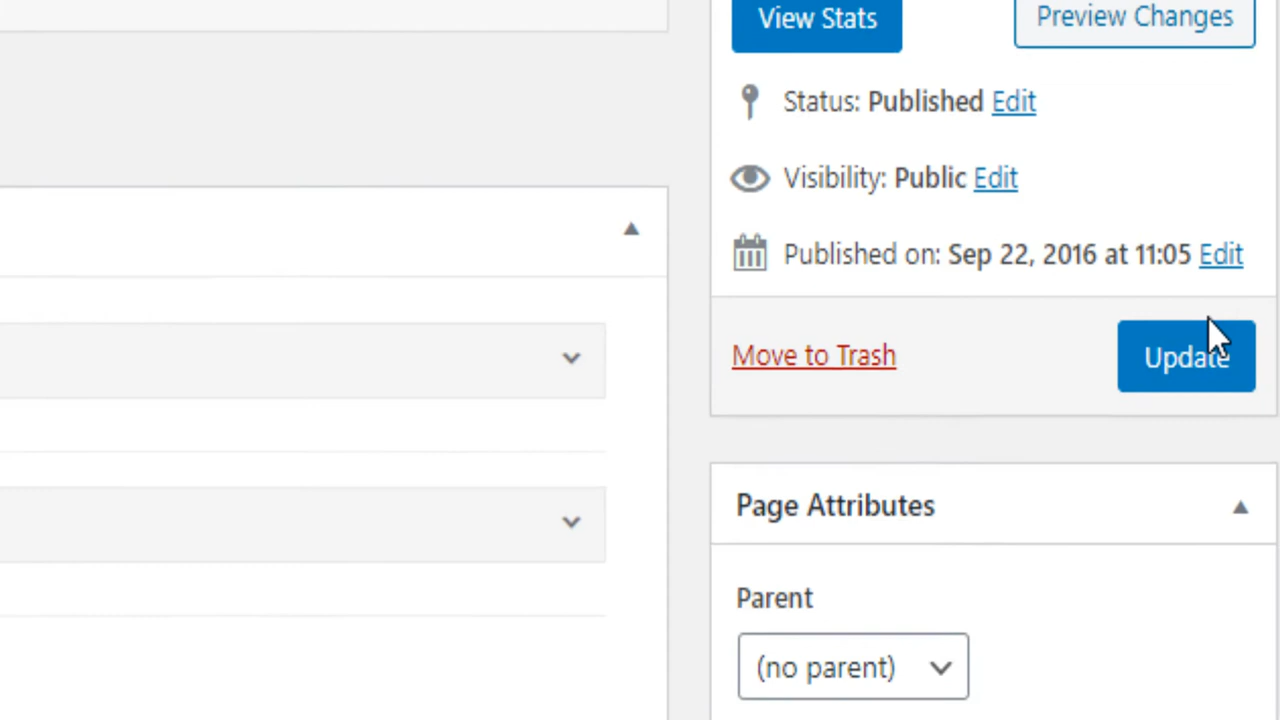 View Stats
Preview Changes
Status: Published Edit
Visibility: Public Edit
Published on: Sep 22, 2016 at 11:05 Edit
Move to Trash
Update
Page Attributes
Parent
(no parent)